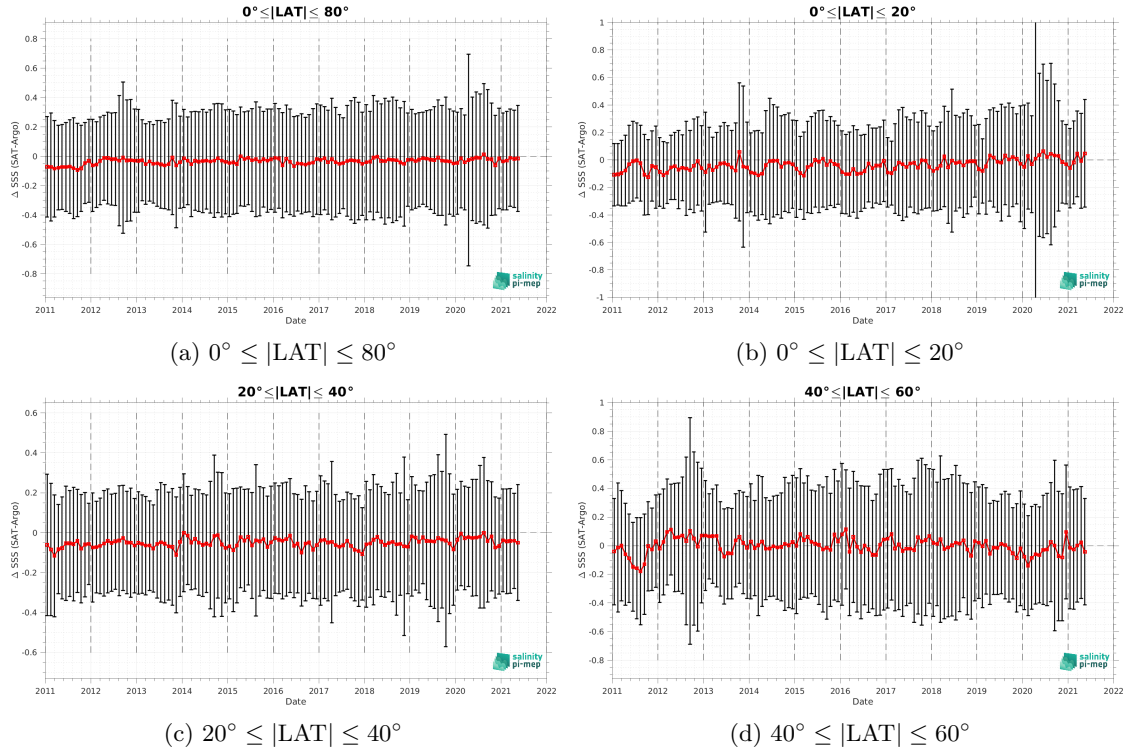 0°≤|LAT|≤ 80°
Δ SSS (SAT-Argo)
0.8
0.6
0.4
0.2
0
-0.2
-0.4
-0.6
-0.8
2011 2012 2013 2014 2015 2016 2017 2018 2019 2020 2021 2022
Date
salinity
pi-mep
(a) 0° ≤ |LAT| ≤ 80°
0°≤|LAT|≤ 20°
Δ SSS (SAT-Argo)
1
0.8
0.6
0.4
0.2
0
-0.2
-0.4
-0.6
-0.8
-1
2011 2012 2013 2014 2015 2016 2017 2018 2019 2020 2021 2022
Date
salinity
pi-mep
(b) 0° ≤ |LAT| ≤ 20°
20°≤|LAT|≤ 40°
Δ SSS (SAT-Argo)
0.6
0.4
0.2
0
-0.2
-0.4
-0.6
2011 2012 2013 2014 2015 2016 2017 2018 2019 2020 2021 2022
Date
salinity
pi-mep
(c) 20° ≤ |LAT| ≤ 40°
40°≤|LAT|≤ 60°
Δ SSS (SAT-Argo)
1
0.8
0.6
0.4
0.2
0
-0.2
-0.4
-0.6
-0.8
2011 2012 2013 2014 2015 2016 2017 2018 2019 2020 2021 2022
Date
salinity
pi-mep
(d) 40° ≤ |LAT| ≤ 60°